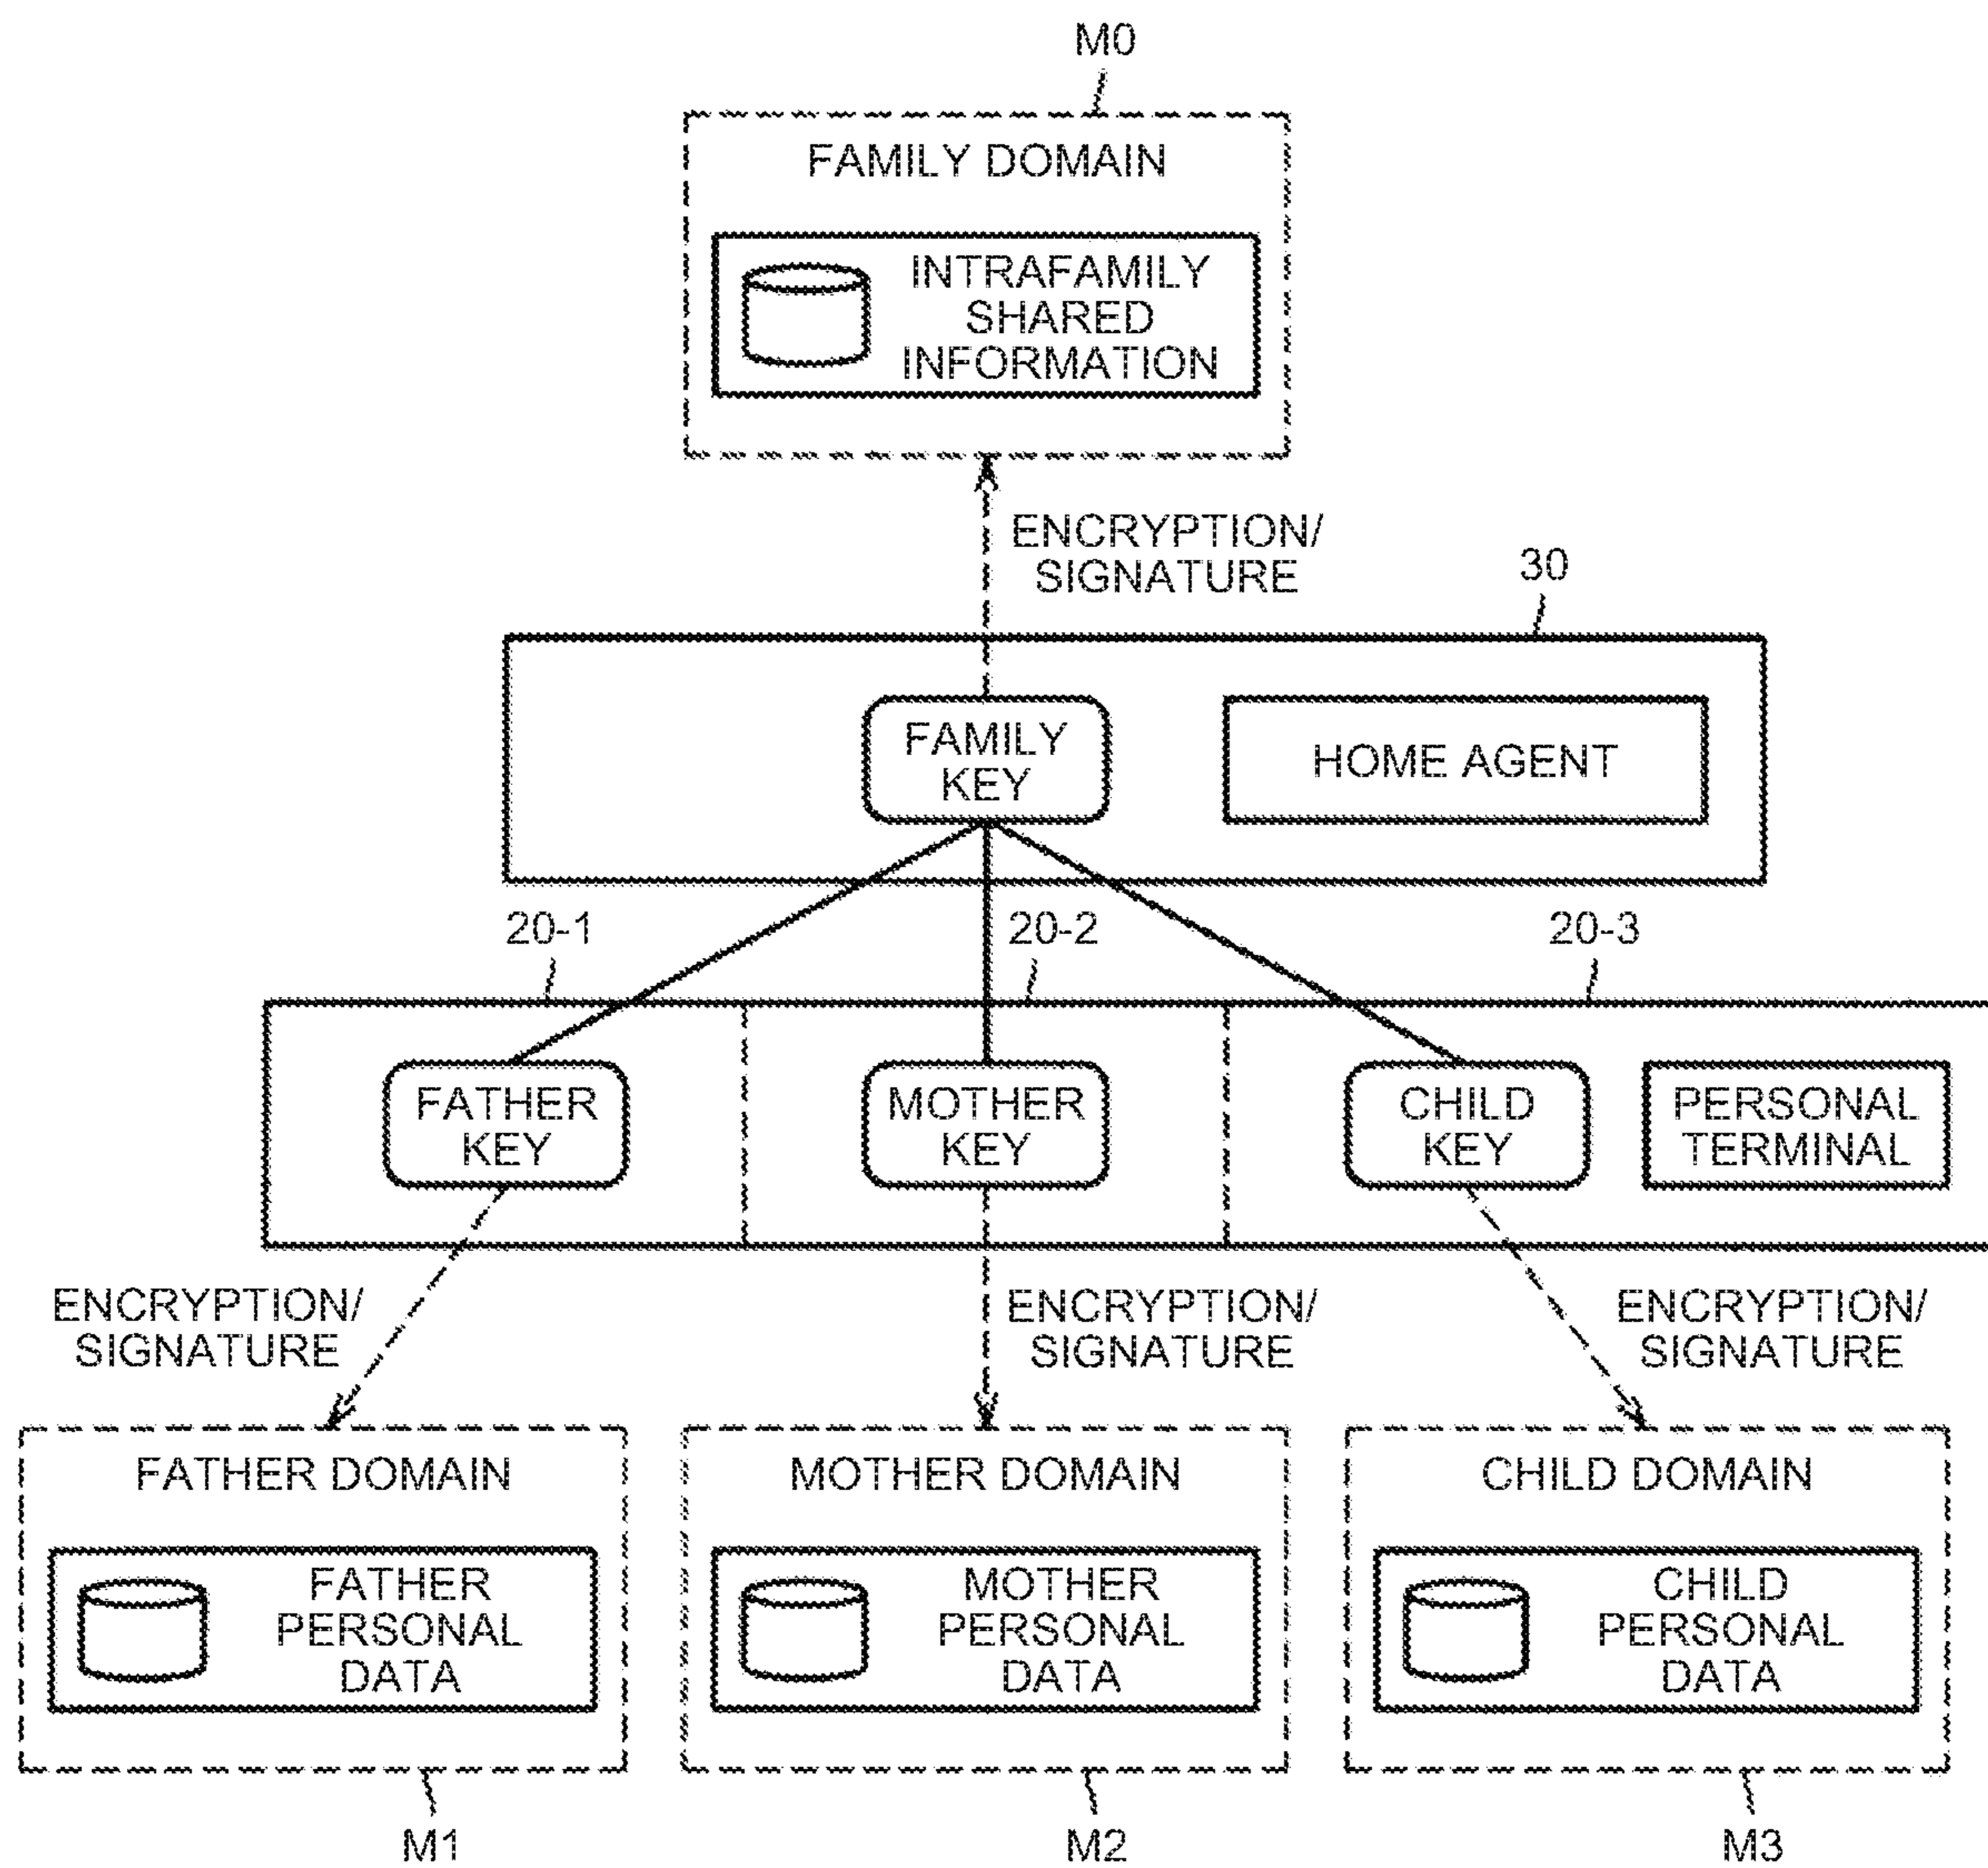 M0
FAMILY DOMAIN
INTRAFAMILY
SHARED
INFORMATION
ENCRYPTION/
SIGNATURE
30
FAMILY
KEY
HOME AGENT
20-1
20-2
20-3
FATHER
KEY
MOTHER
KEY
CHILD
KEY
PERSONAL
TERMINAL
ENCRYPTION/
SIGNATURE
ENCRYPTION/
SIGNATURE
ENCRYPTION/
SIGNATURE
FATHER DOMAIN
FATHER
PERSONAL
DATA
MOTHER DOMAIN
MOTHER
PERSONAL
DATA
CHILD DOMAIN
CHILD
PERSONAL
DATA
M1
M2
M3